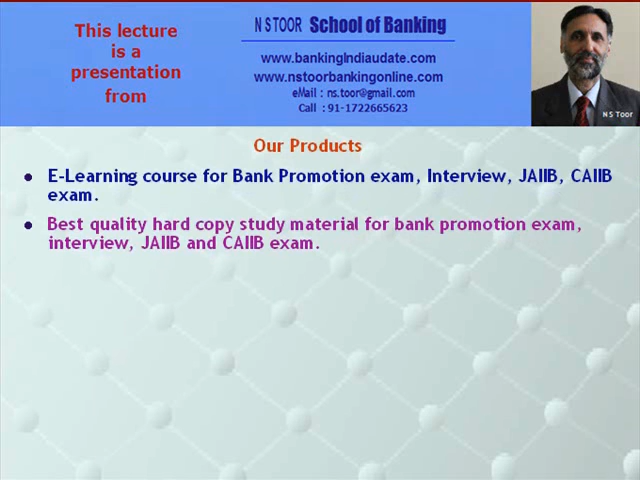 This lecture
is a
presentation
from
N S TOOR School of Banking
www.bankingIndiaudate.com
www.nstoorbankingonline.com
eMail : ns.toor@gmail.com
Call : 91-1722665623
N S Toor
Our Products
E-Learning course for Bank Promotion exam, Interview, JAIIB, CAIIB
exam.
Best quality hard copy study material for bank promotion exam,
interview, JAIIB and CAIIB exam.